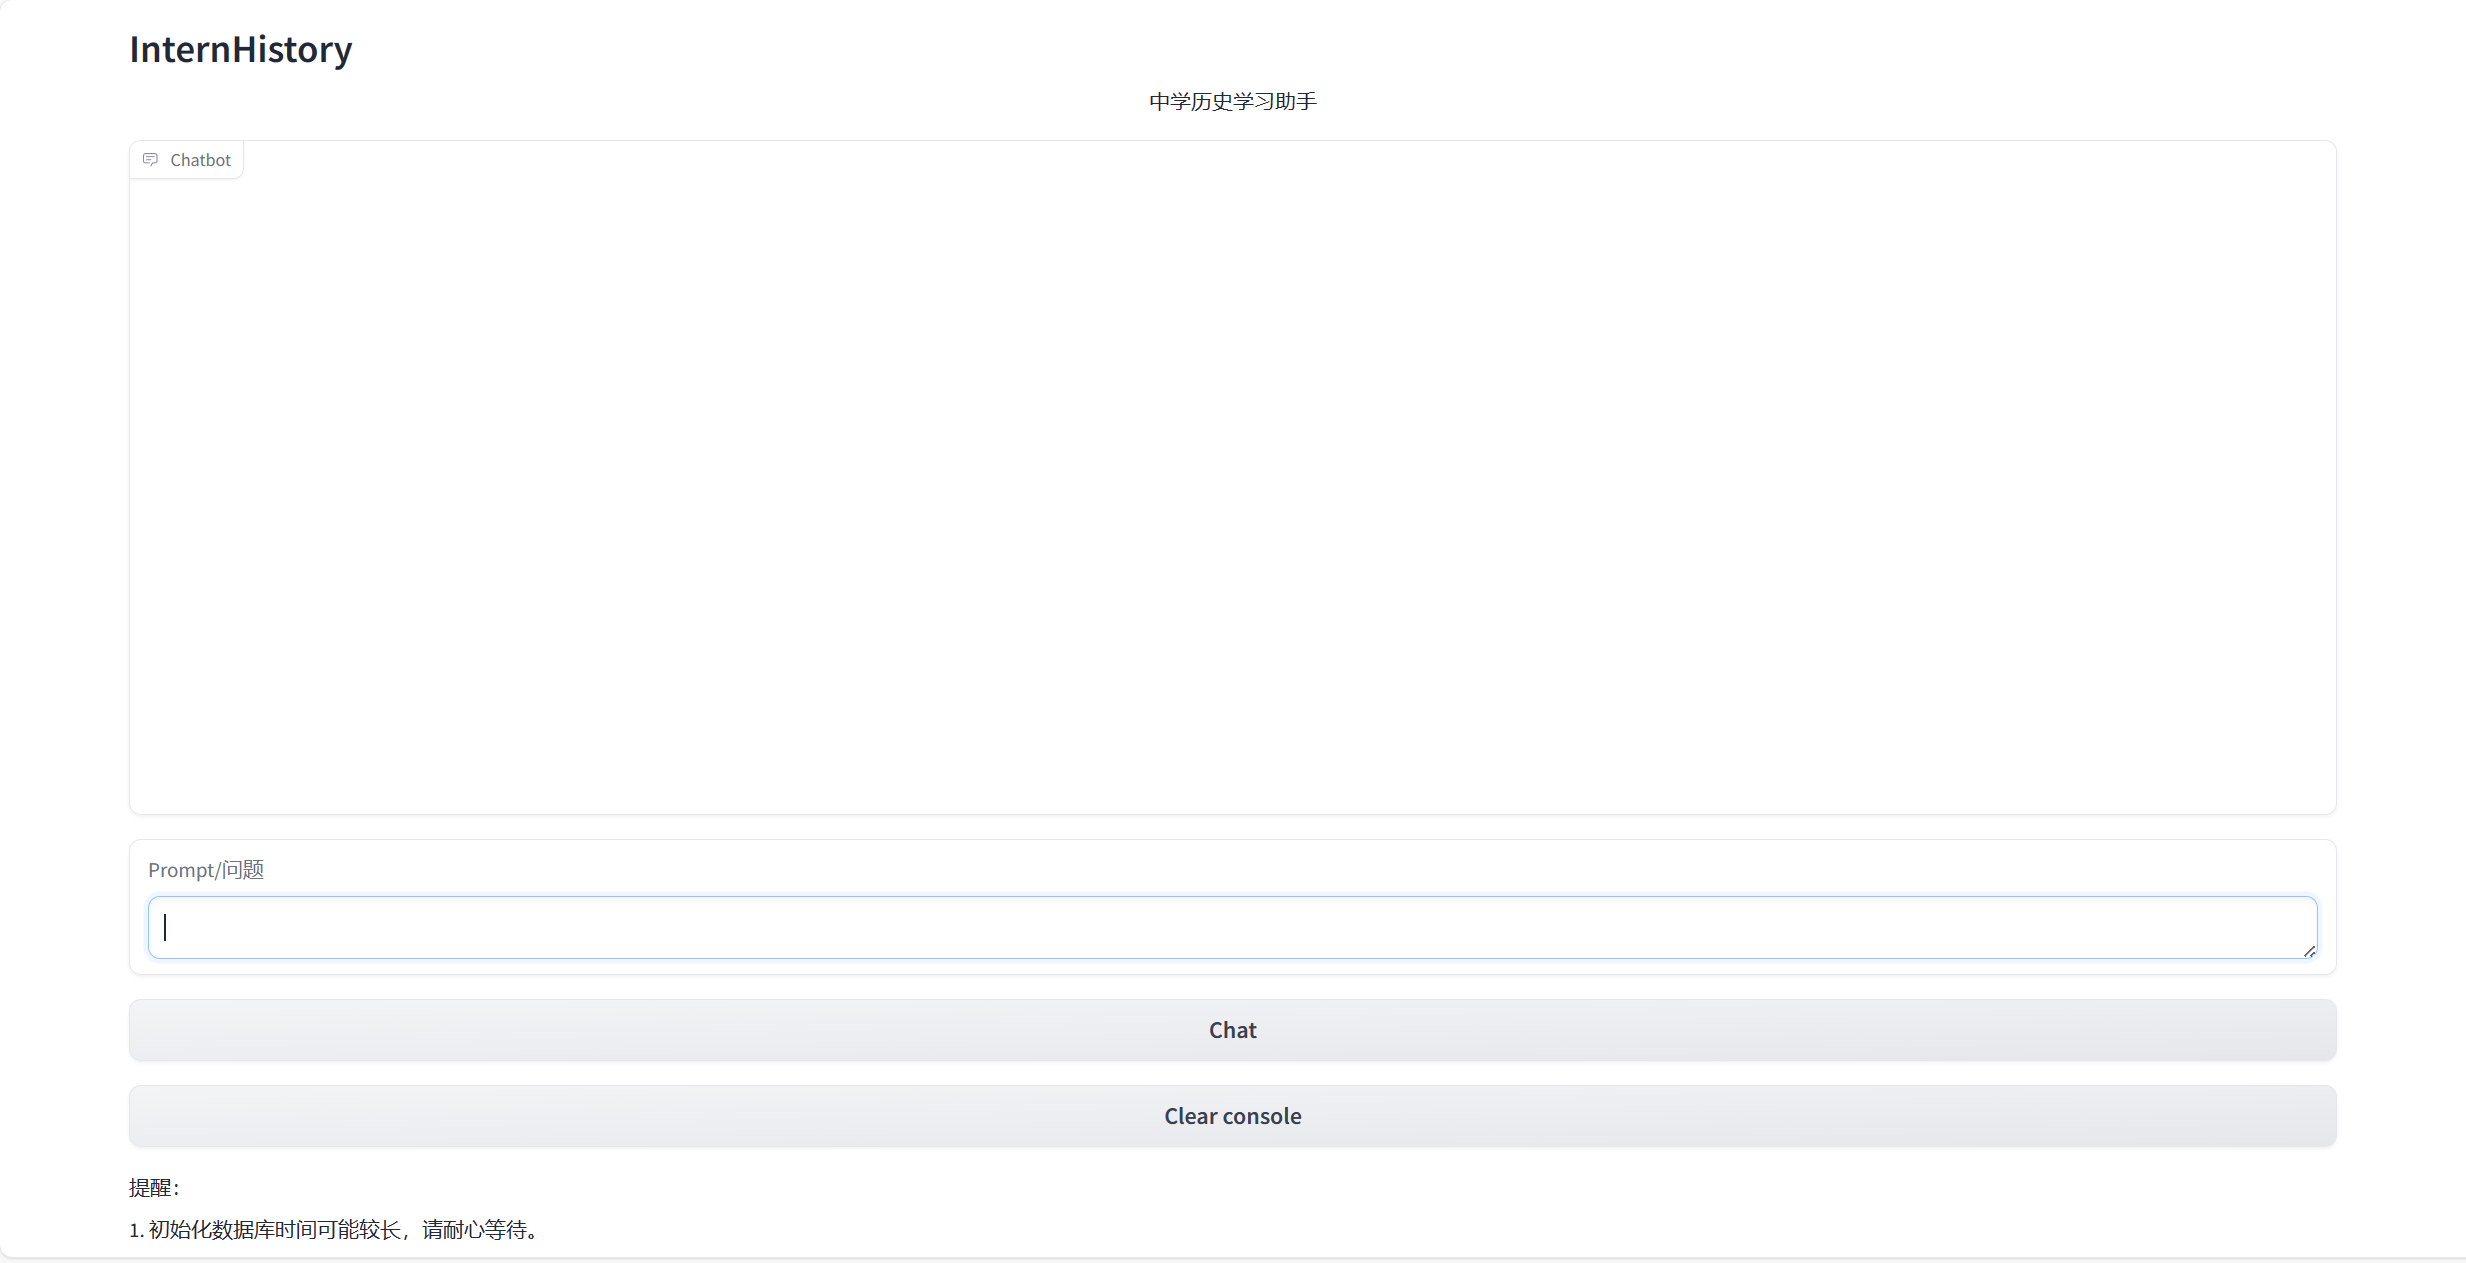 InternHistory
中学历史学习助手
Chatbot
Prompt/问题
Chat
Clear console
提醒：
1. 初始化数据库时间可能较长，请耐心等待。